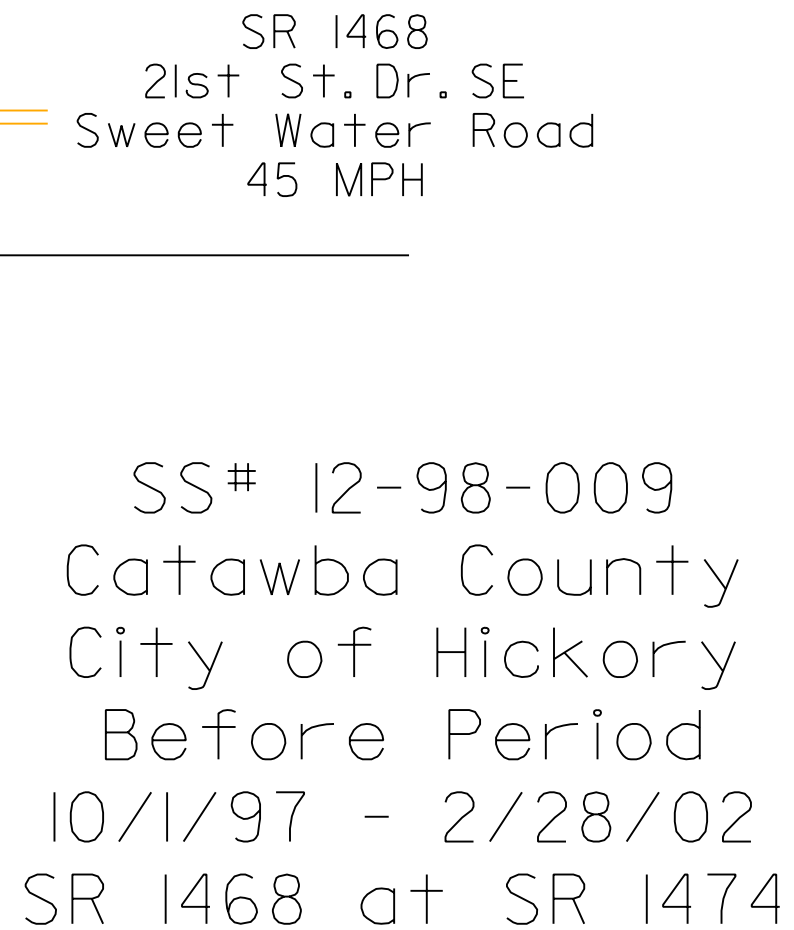 SR 1468
21st St. Dr. SE
Sweet Water Road
45 MPH
SS# 12-98-009
Catawba County
City of Hickory
Before Period
10/1/97 - 2/28/02
SR 1468 at SR 1474